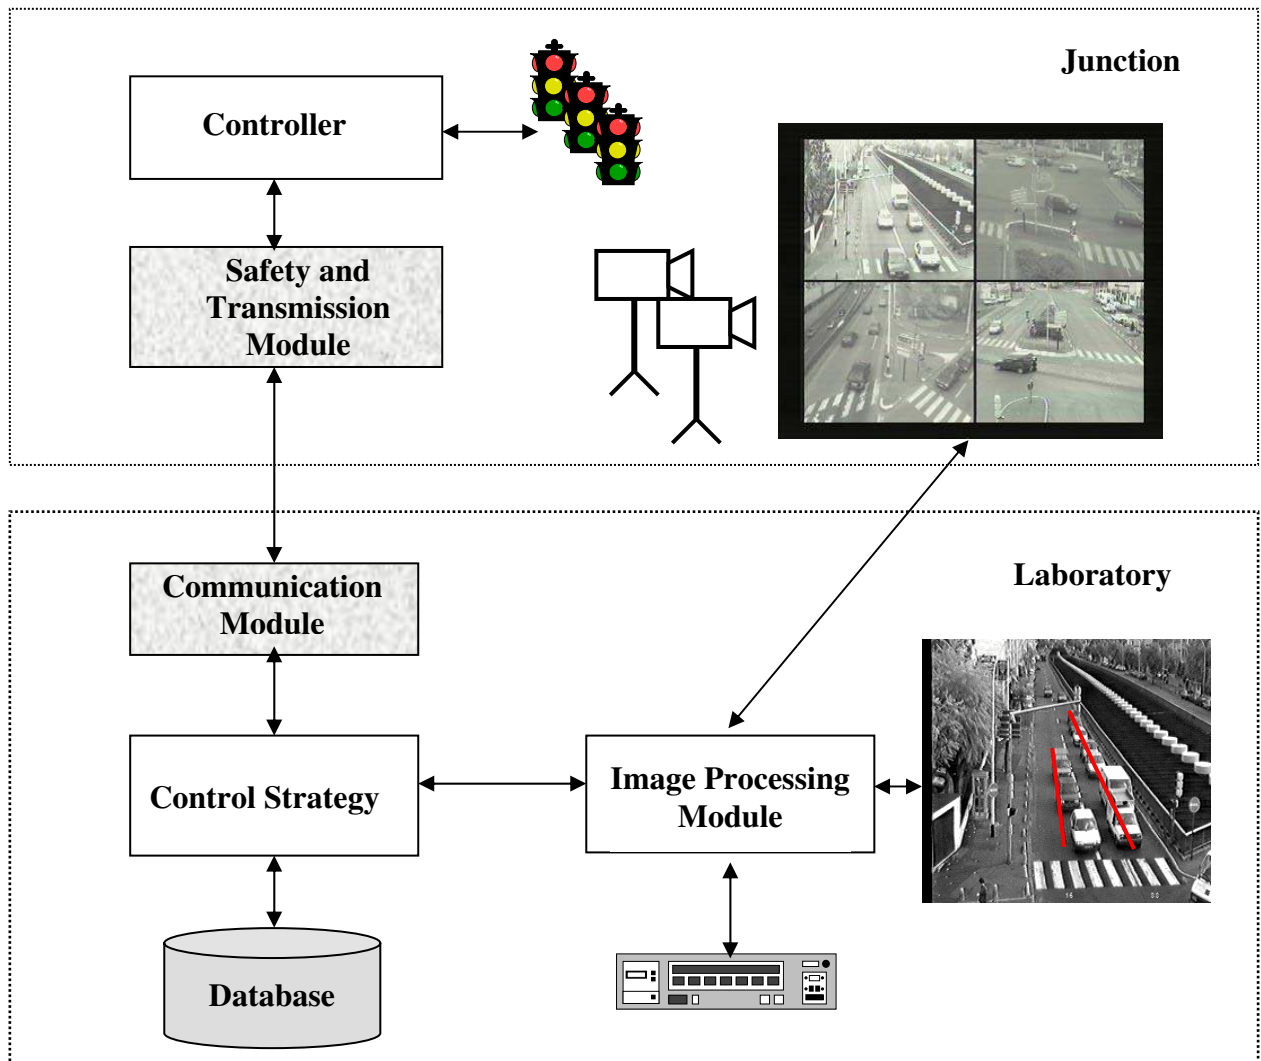 Junction
Controller
Safety and
Transmission
Module
Communication
Module
Laboratory
Control Strategy
Image Processing
Module
Database